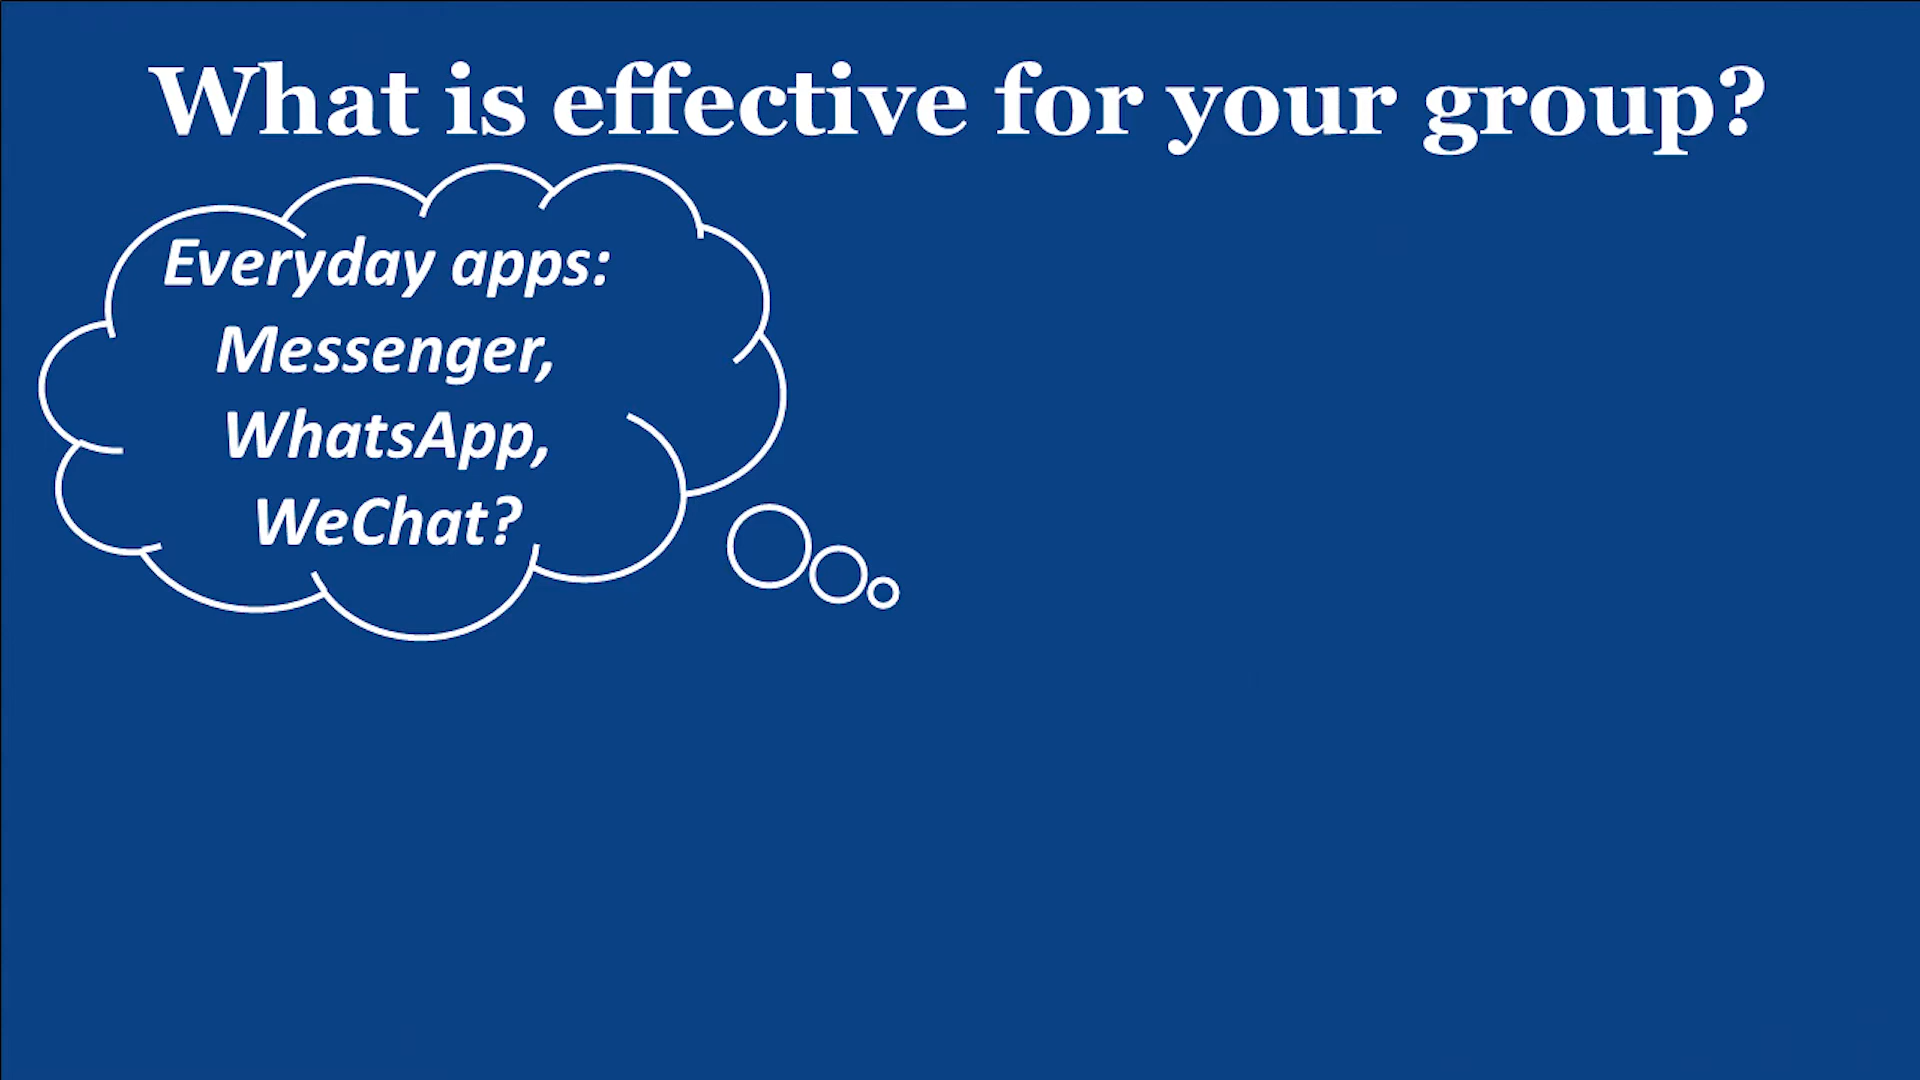 What is effective for your group?
Everyday apps:
Messenger,
WhatsApp,
WeChat?